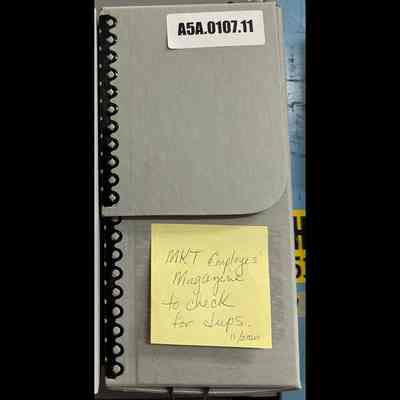 A5A.0107.11
MKT Employes'
Magazine
to check
for dups.